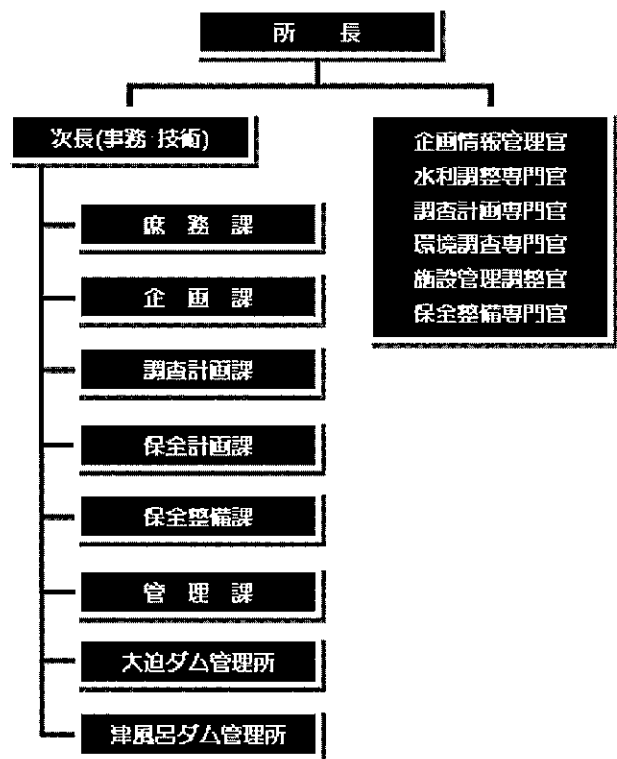 所　長
次長(事務・技術)
企画情報管理官
水利調整専門官
調査計画専門官
環境調査専門官
施設管理調整官
保全整備専門官
庶　務　課
企　画　課
調査計画課
保全計画課
保全整備課
管　理　課
大迫ダム管理所
津風呂ダム管理所